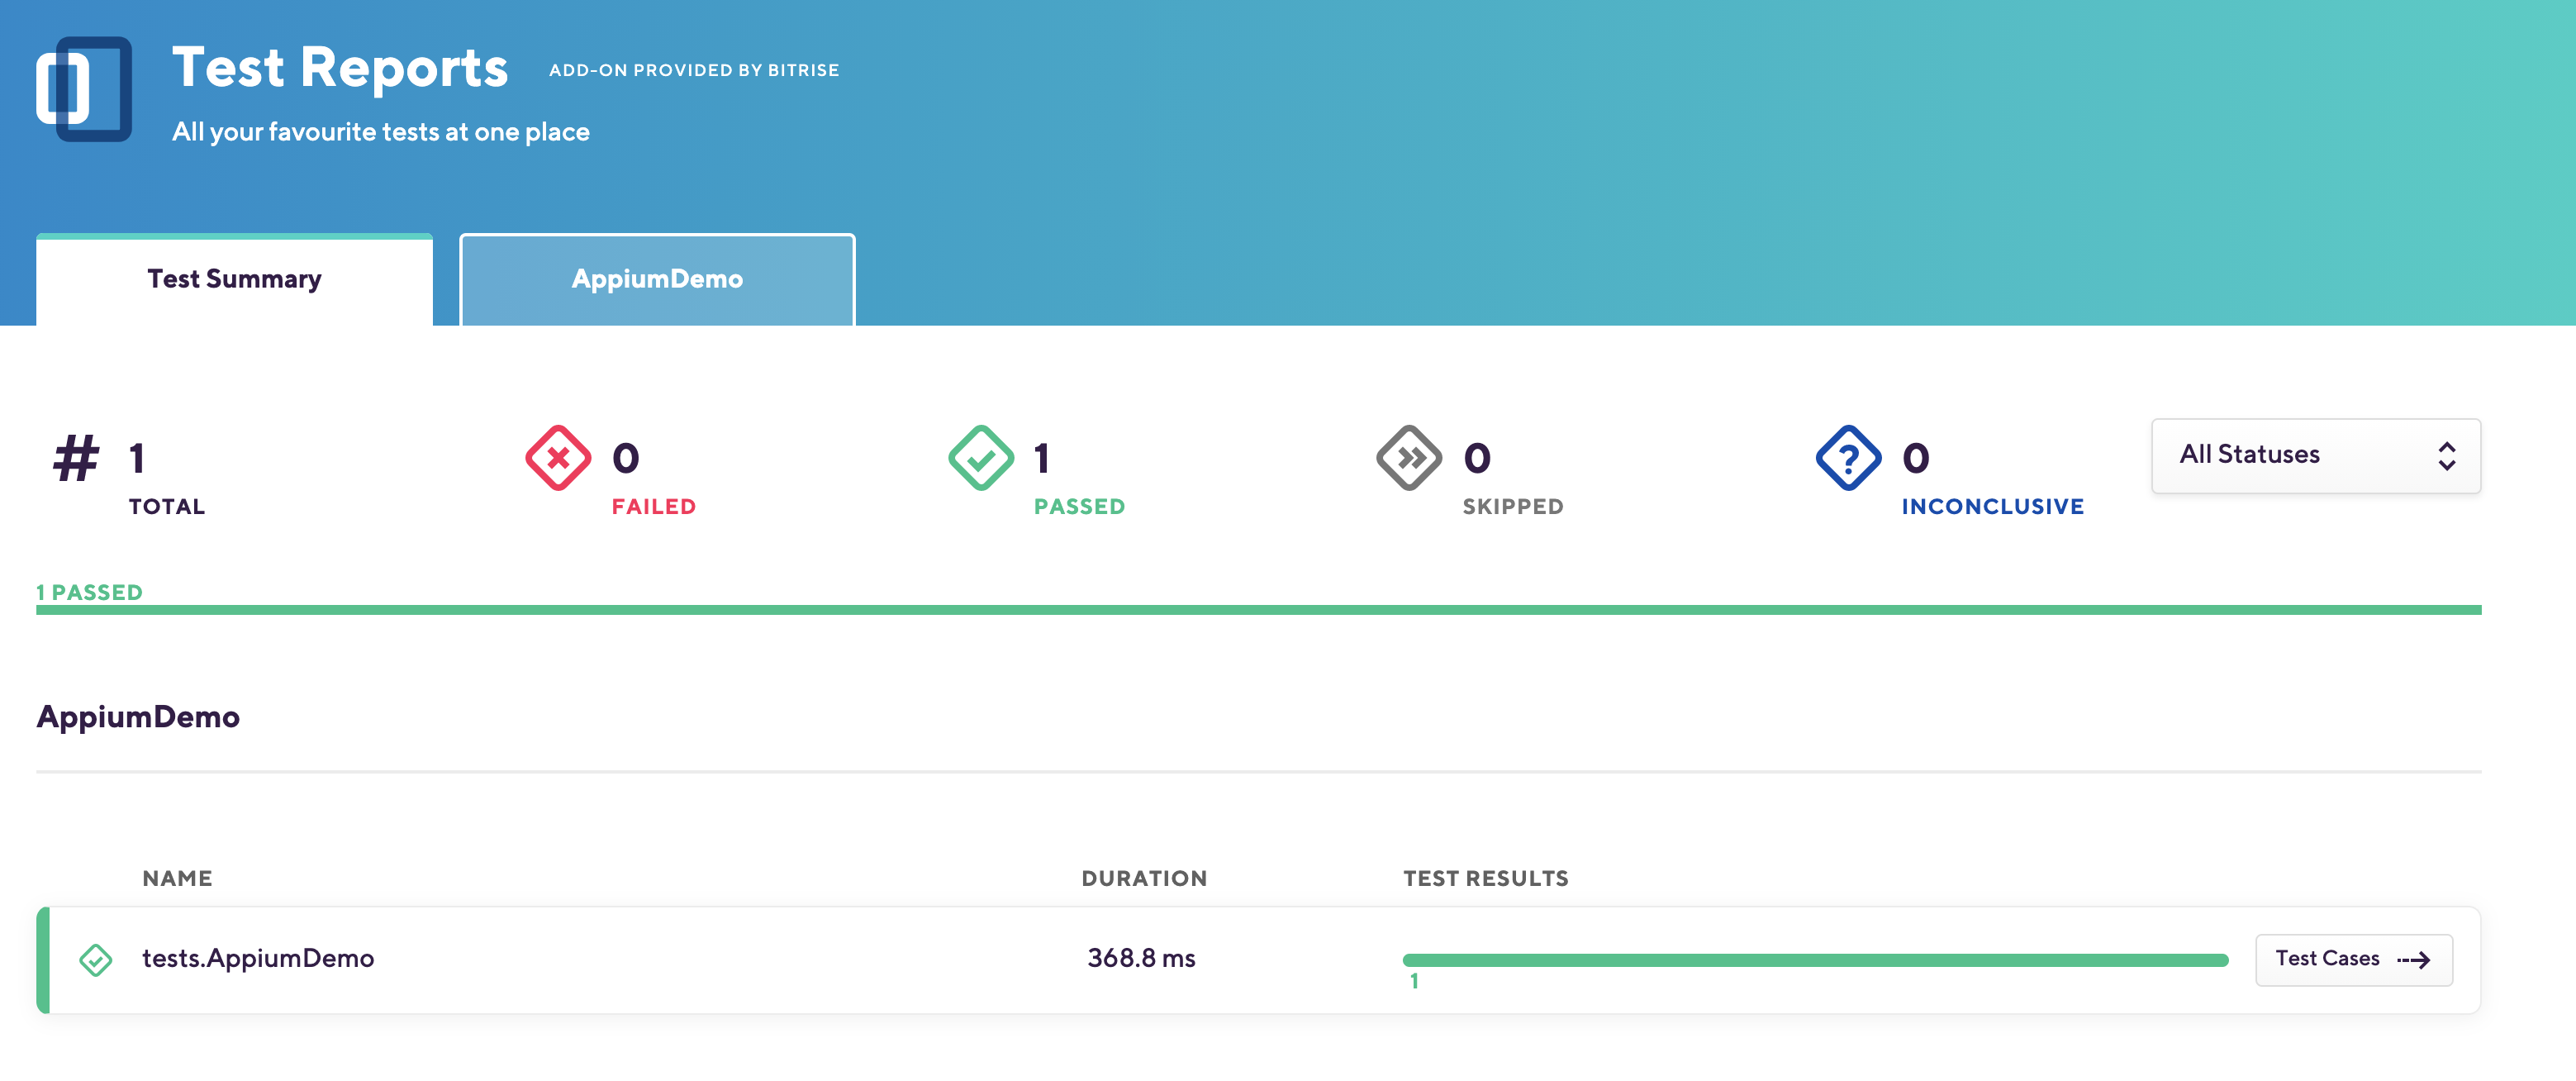 Test Reports ADD-ON PROVIDED BY BITRISE
All your favourite tests at one place
Test Summary AppiumDemo
# 1 0 1 0 ? 0 All Statuses
TOTAL FAILED PASSED SKIPPED INCONCLUSIVE
1 PASSED
AppiumDemo
NAME DURATION TEST RESULTS
tests.AppiumDemo 368.8 ms Test Cases
1